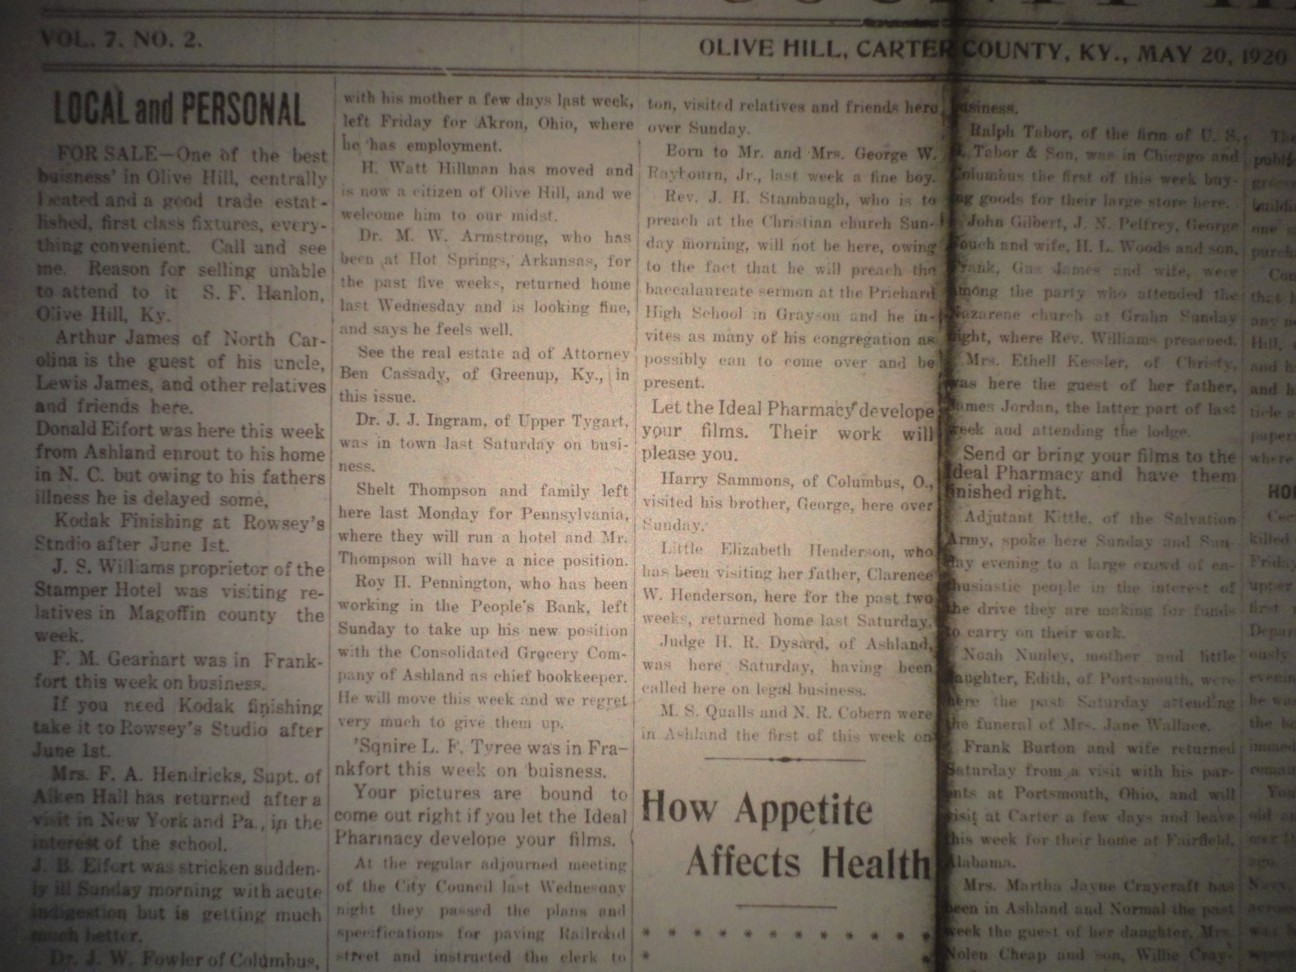 VOL. 7. NO. 2.
OLIVE HILL, CARTER COUNTY, KY., MAY 20, 1920
LOCAL and PERSONAL
FOR SALE—One of the best
buisness' in Olive Hill, centrally
located and a good trade estat-
lished, first class fixtures, every-
thing convenient. Call and see
me. Reason for selling unable
to attend to it S. F. Hanlon,
Olive Hill, Ky.
Arthur James of North Car-
olina is the guest of his uncle,
Lewis James, and other relatives
and friends here.
Donald Eifort was here this week
from Ashland enrout to his home
in N. C. but owing to his fathers
illness he is delayed some,
Kodak Finishing at Rowsey's
Stndio after June 1st.
J. S. Williams proprietor of the
Stamper Hotel was visiting re-
latives in Magoffin county the
week.
F. M. Gearhart was in Frank-
fort this week on business.
If you need Kodak finishing
take it to Rowsey's Studio after
June 1st.
Mrs. F. A. Hendricks, Supt. of
Aiken Hall has returned after a
visit in New York and Pa., in the
interest of the school.
J. B. Eifort was stricken sudden-
ly ill Sunday morning with acute
indigestion but is getting much
much better.
Dr. J. W. Fowler of Columbus,
with his mother a few days last week,
left Friday for Akron, Ohio, where
he has employment.
H. Watt Hillman has moved and
is now a citizen of Olive Hill, and we
welcome him to our midst.
Dr. M. W. Armstrong, who has
been at Hot Springs, Arkansas, for
the past five weeks, returned home
last Wednesday and is looking fine,
and says he feels well.
See the real estate ad of Attorney
Ben Cassady, of Greenup, Ky., in
this issue.
Dr. J. J. Ingram, of Upper Tygart,
was in town last Saturday on busi-
ness.
Shelt Thompson and family left
here last Monday for Pennsylvania,
where they will run a hotel and Mr.
Thompson will have a nice position.
Roy H. Pennington, who has been
working in the People's Bank, left
Sunday to take up his new position
with the Consolidated Grocery Com-
pany of Ashland as chief bookkeeper.
He will move this week and we regret
very much to give them up.
'Sqnire L. F. Tyree was in Fra-
nkfort this week on buisness.
Your pictures are bound to
come out right if you let the Ideal
Pharmacy develope your films.
At the regular adjourned meeting
of the City Council last Wednesday
night they passed the plans and
specifications for paving Railroad
street and instructed the clerk to
ton, visited relatives and friends here
over Sunday.
Born to Mr. and Mrs. George W.
Raybourn, Jr., last week a fine boy.
Rev. J. H. Stambaugh, who is to
preach at the Christian church Sun-
day morning, will not be here, owing
to the fact that he will preach the
baccalaureate sermon at the Prichard
High School in Grayson and he in-
vites as many of his congregation as
possibly can to come over and be
present.
Let the Ideal Pharmacy develope
your films. Their work will
please you.
Harry Sammons, of Columbus, O.,
visited his brother, George, here over
Sunday.
Little Elizabeth Henderson, who
has been visiting her father, Clarence
W. Henderson, here for the past two
weeks, returned home last Saturday.
Judge H. R. Dysard, of Ashland,
was here Saturday, having been
called here on legal business.
M. S. Qualls and N. R. Cobern were
in Ashland the first of this week on
How Appetite
Affects Health
business.
Ralph Tabor, of the firm of U. S.
Tabor & Son, was in Chicago and
Columbus the first of this week buy-
ing goods for their large store here.
John Gilbert, J. N. Pelfrey, George
Fouch and wife, H. L. Woods and son,
Frank, Gus James and wife, were
among the party who attended the
Nazarene church at Grahn Sunday
night, where Rev. Williams preached.
Mrs. Ethell Kessler, of Christy,
was here the guest of her father,
James Jordan, the latter part of last
week and attending the lodge.
Send or bring your films to the
Ideal Pharmacy and have them
finished right.
Adjutant Kittle, of the Salvation
Army, spoke here Sunday and Sun-
day evening to a large crowd of en-
thusiastic people in the interest of
the drive they are making for funds
to carry on their work.
Noah Nunley, mother and little
daughter, Edith, of Portsmouth, were
here the past Saturday attending
the funeral of Mrs. Jane Wallace.
Frank Burton and wife returned
Saturday from a visit with his par-
ents at Portsmouth, Ohio, and will
visit at Carter a few days and leave
this week for their home at Fairfield,
Alabama.
Mrs. Martha Jayne Craycraft has
been in Ashland and Normal the past
week the guest of her daughter, Mrs.
Nolen Cheap and son, Willie Cray-